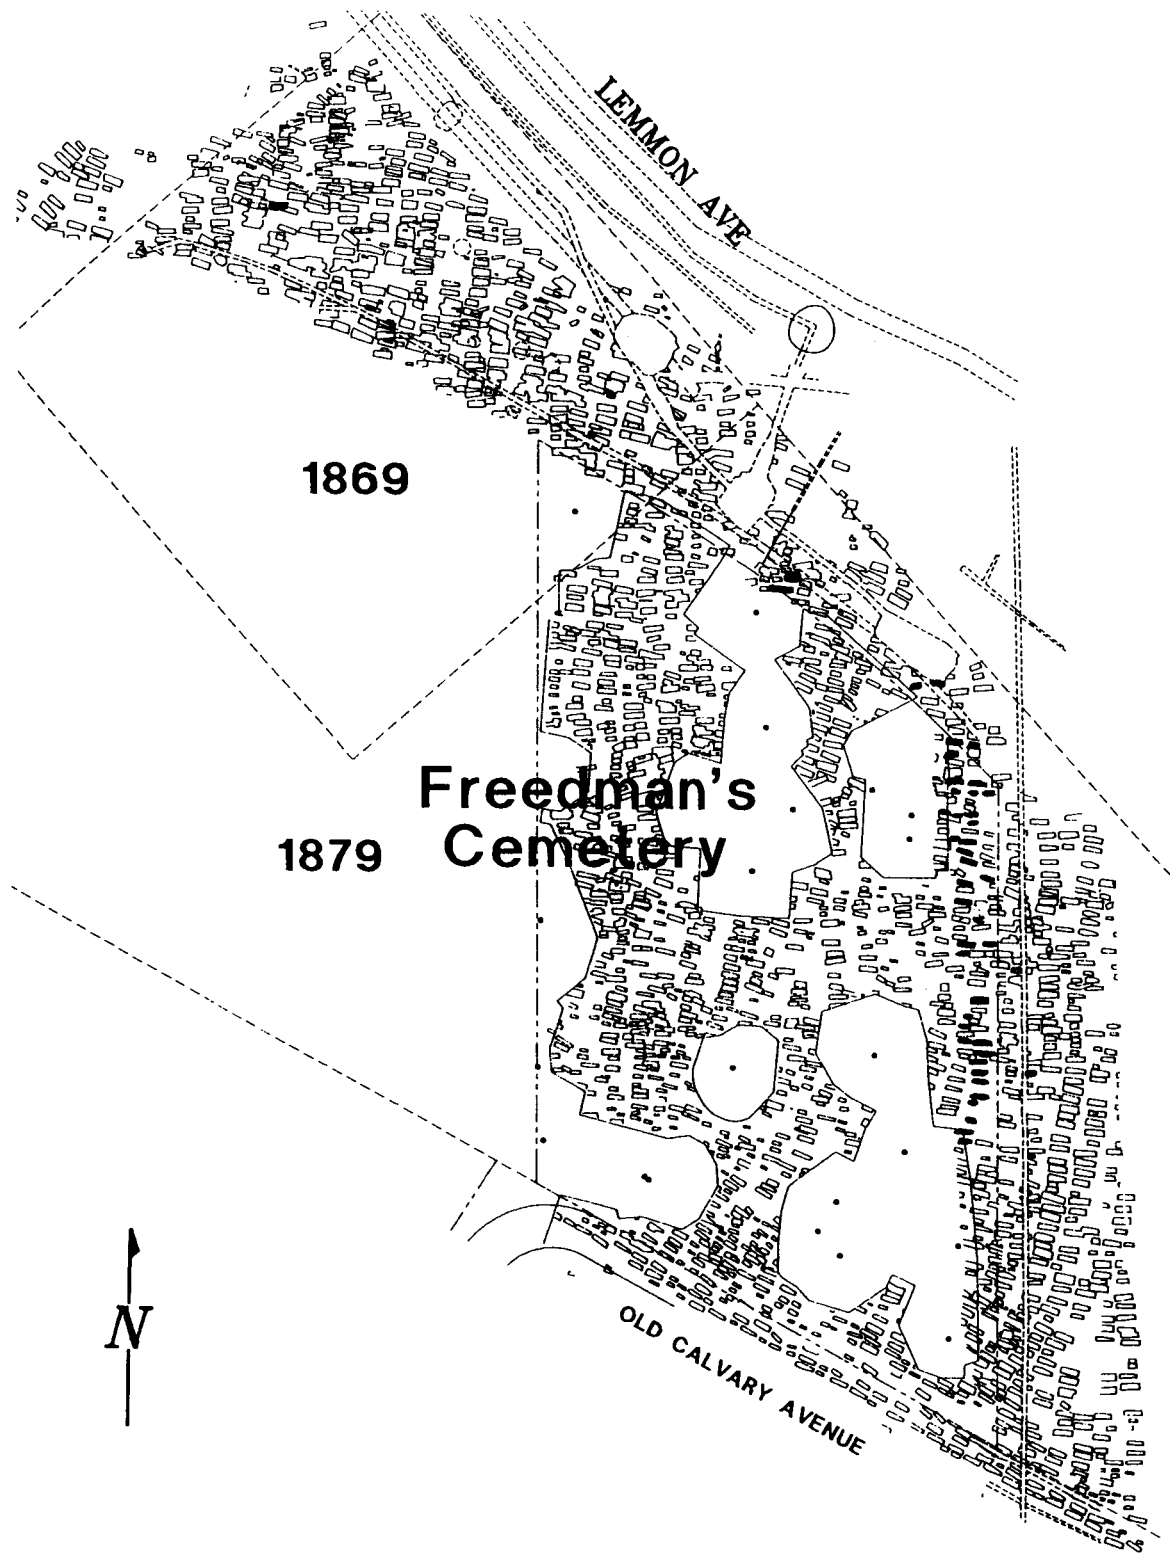 LEMMON AVE
1869
Freedman's
Cemetery
1879
N
OLD CALVARY AVENUE